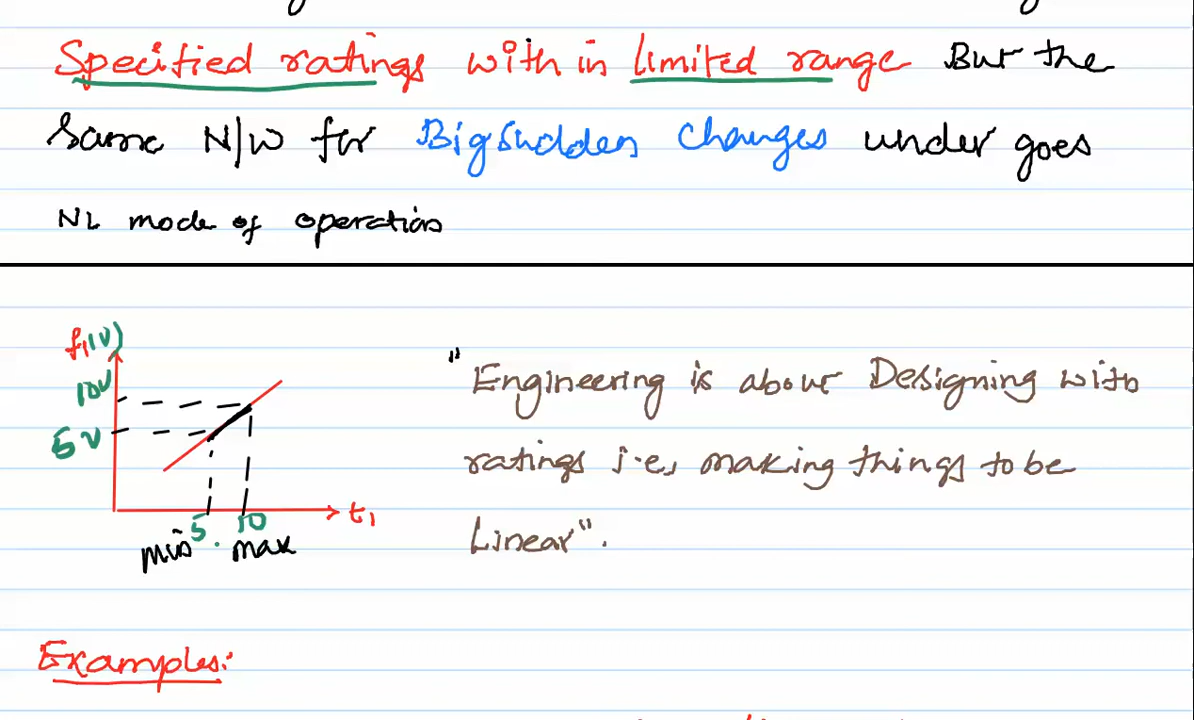 Specified ratings with in limited range But the
same N/W for Big sudden changes under goes
NL mode of operation
f₁(v)
10V
5V
5 10 t₁
min max
"Engineering is about Designing with
ratings i.e, making things to be
Linear".
Examples: